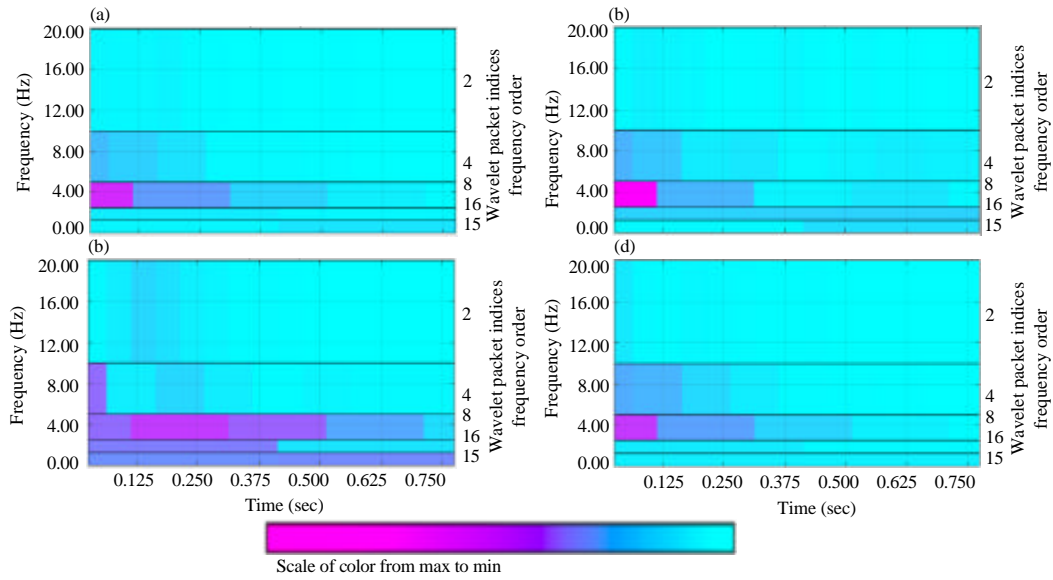 (a)
20.00
16.00
12.00
8.00
4.00
0.00
Frequency (Hz)
2
4
8
16
15
Wavelet packet indices
frequency order
(b)
20.00
16.00
12.00
8.00
4.00
0.00
Frequency (Hz)
2
4
8
16
15
Wavelet packet indices
frequency order
(b)
20.00
16.00
12.00
8.00
4.00
0.00
Frequency (Hz)
2
4
8
16
15
Wavelet packet indices
frequency order
0.125 0.250 0.375 0.500 0.625 0.750
Time (sec)
(d)
20.00
16.00
12.00
8.00
4.00
0.00
Frequency (Hz)
2
4
8
16
15
Wavelet packet indices
frequency order
0.125 0.250 0.375 0.500 0.625 0.750
Time (sec)
Scale of color from max to min